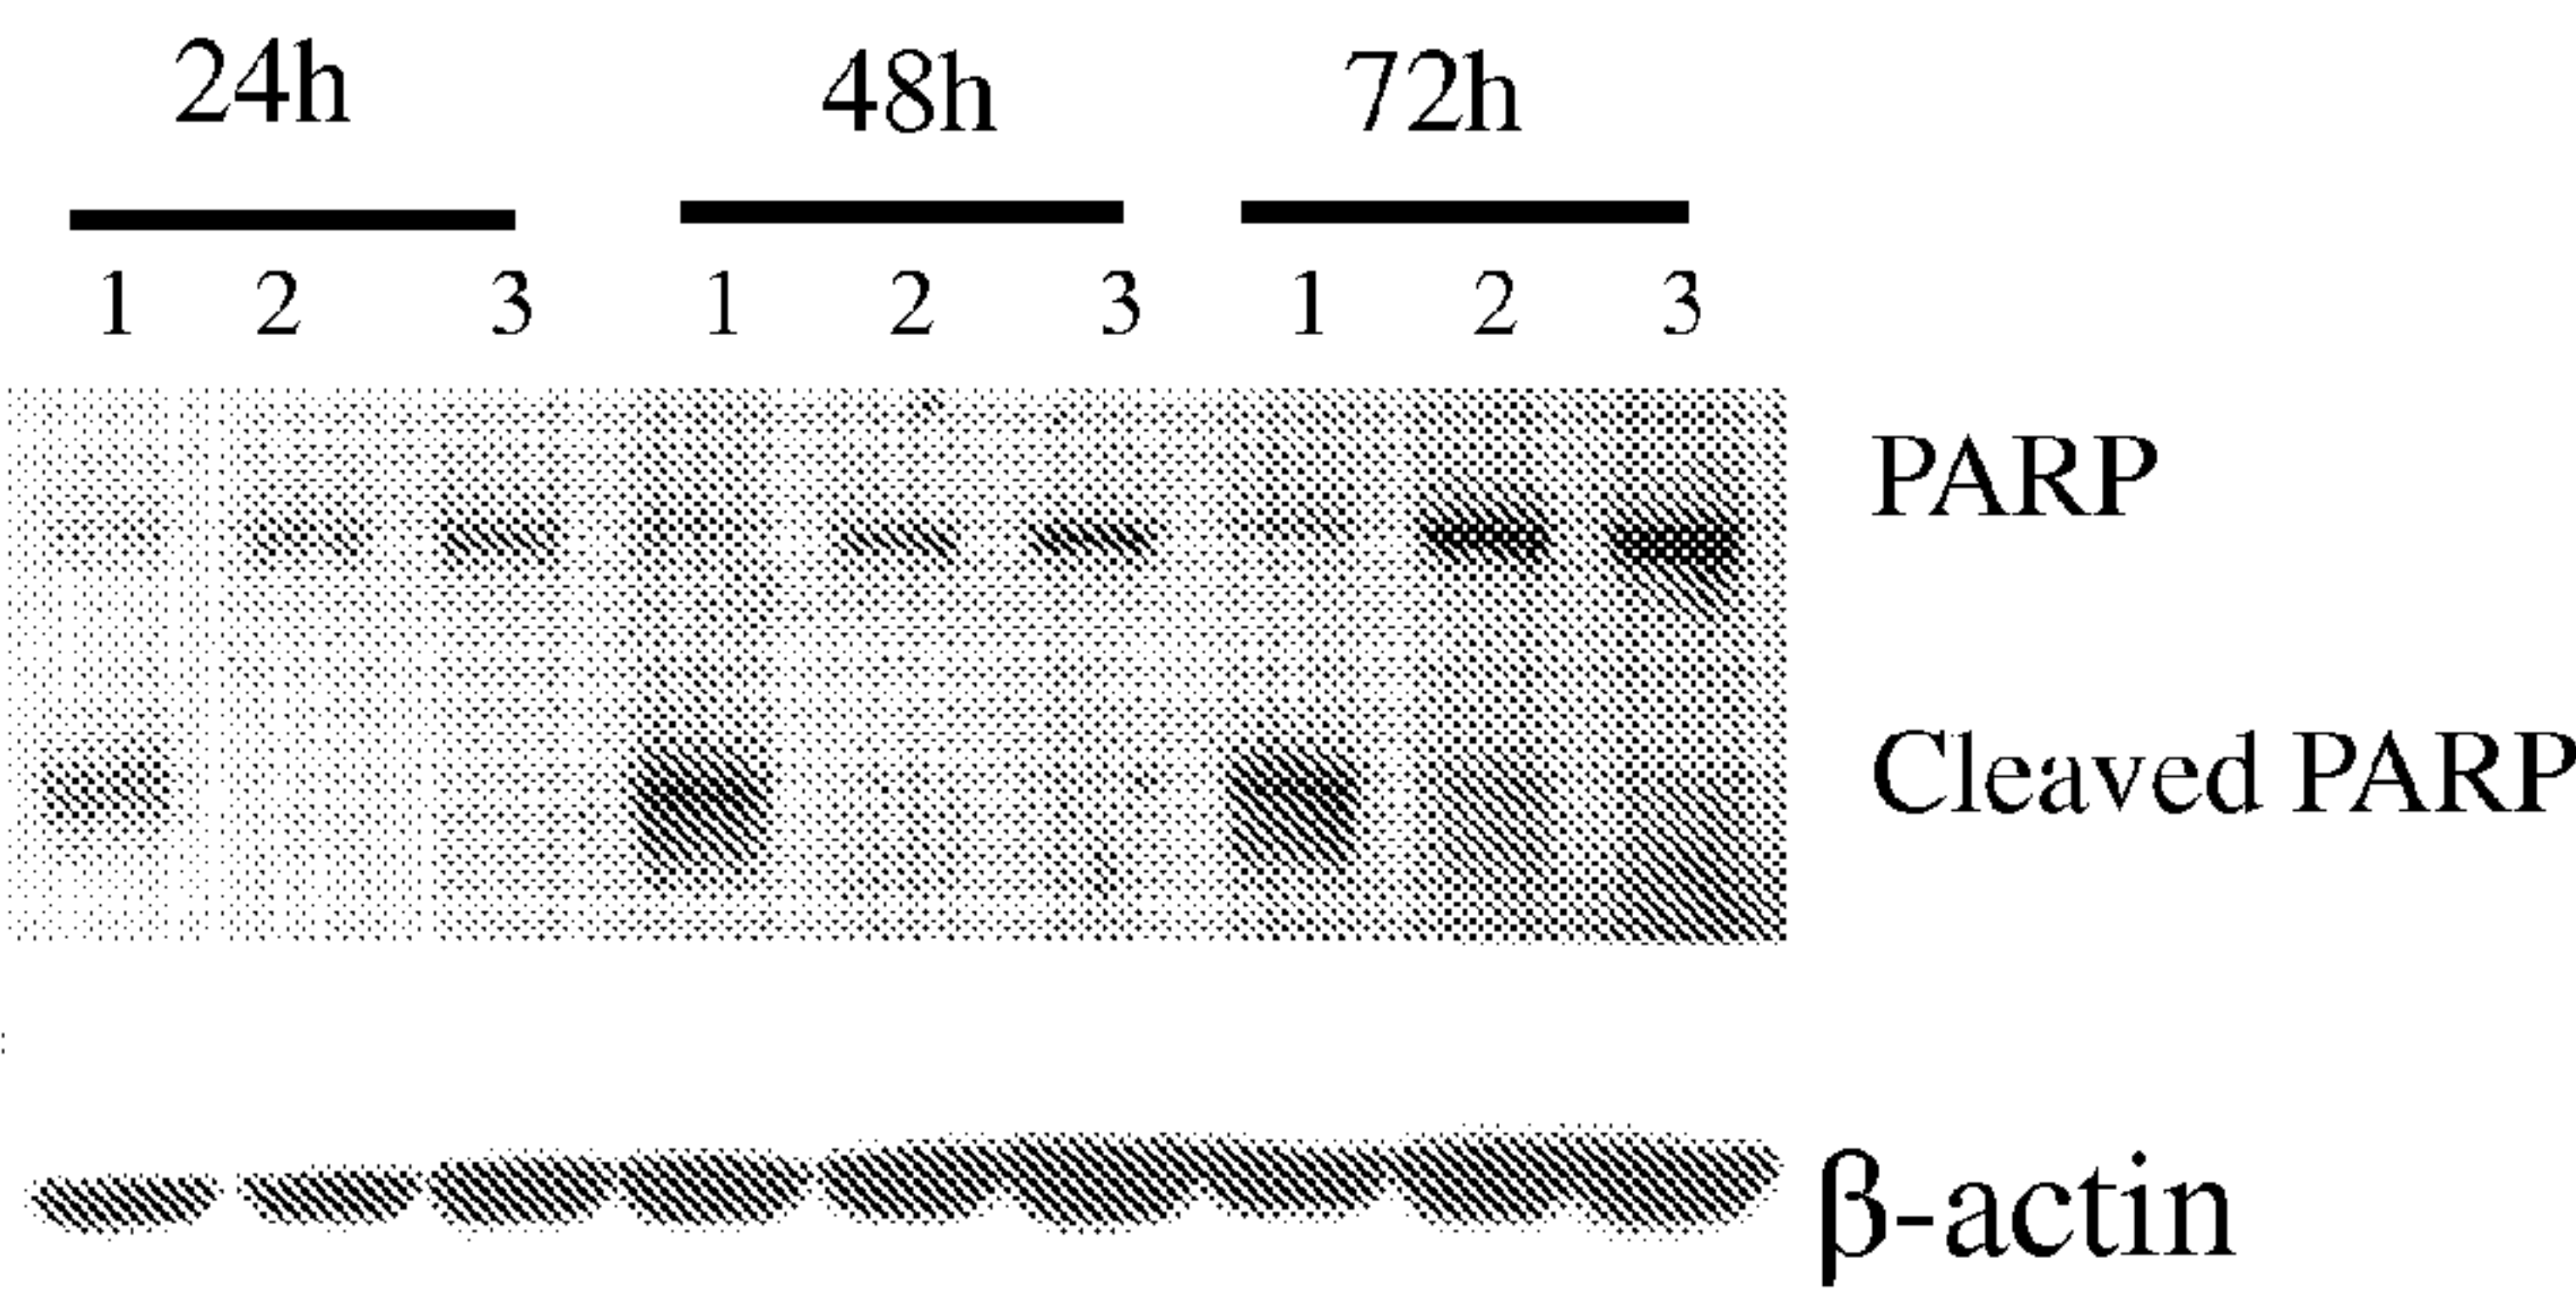 24h 48h 72h
1 2 3 1 2 3 1 2 3
PARP
Cleaved PARP
β-actin